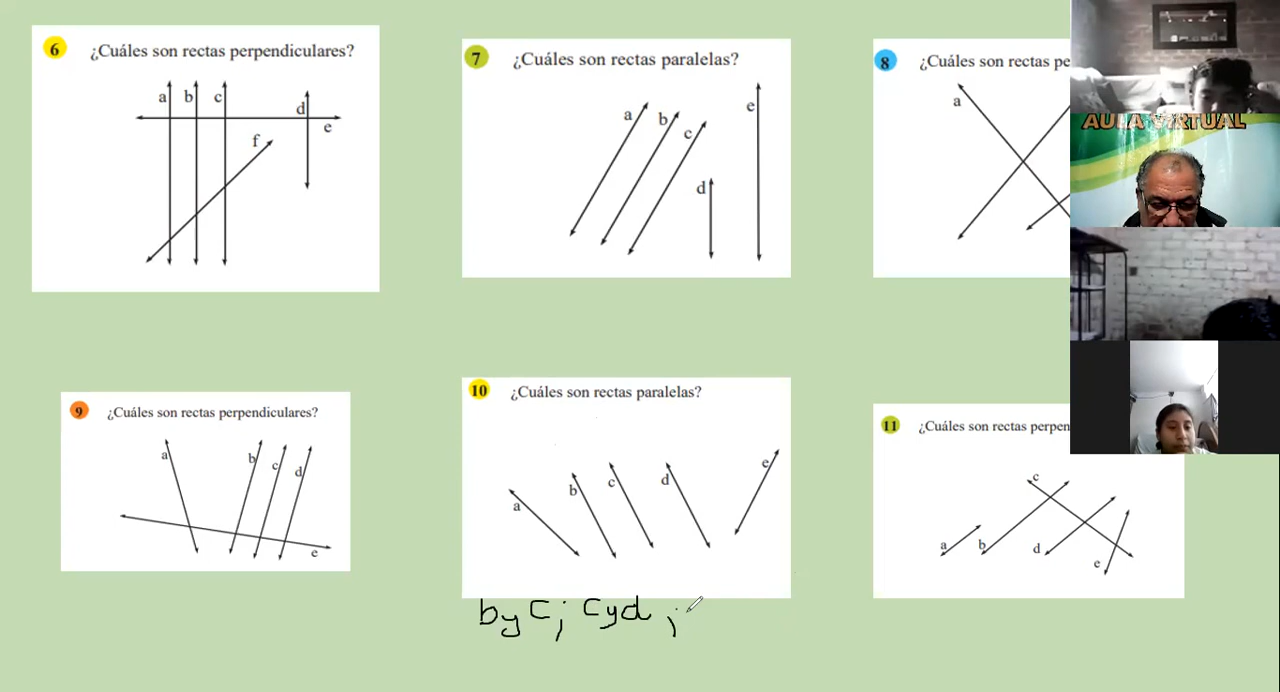 6 ¿Cuáles son rectas perpendiculares?
a b c d
e
f
7 ¿Cuáles son rectas paralelas?
a b c e
d
8 ¿Cuáles son rectas pe
a
AULA VIRTUAL
9 ¿Cuáles son rectas perpendiculares?
a b c d
e
10 ¿Cuáles son rectas paralelas?
a b c d e
11 ¿Cuáles son rectas perpen
c
a b d
e
b y c ; c y d ;